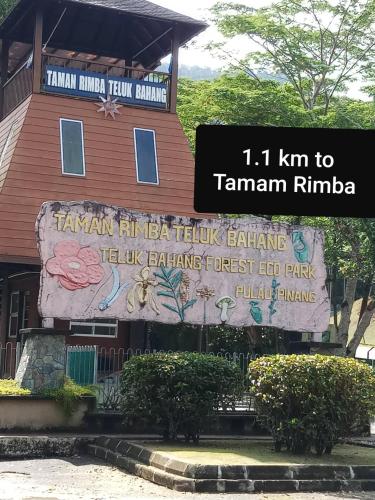 TAMAN RIMBA TELUK BAHANG
1.1 km to
Tamam Rimba
TAMAN RIMBA TELUK BAHANG
TELUK BAHANG FOREST ECO PARK
PULAU PINANG